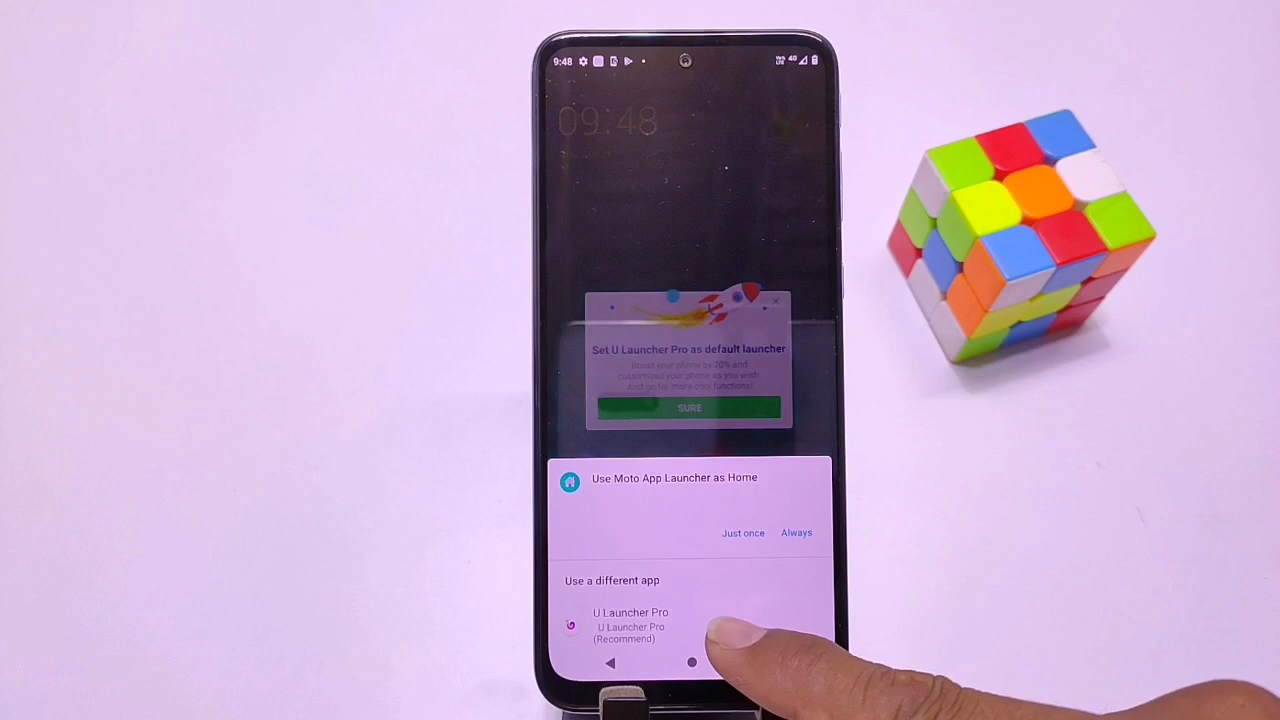 9:48
4G
09:48
Set U Launcher Pro as default launcher
Boost your phone by 20% and
customized your phone as you wish
Just go for more cool functions!
SURE
Use Moto App Launcher as Home
Just once Always
Use a different app
U Launcher Pro
U Launcher Pro
(Recommend)